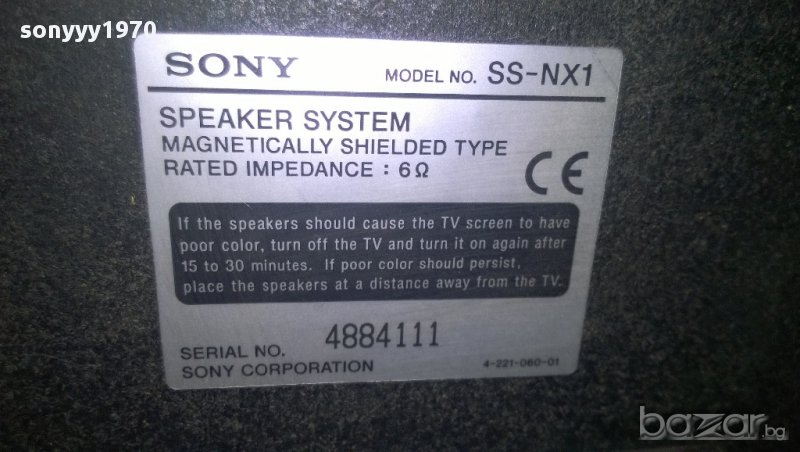 sonyyy1970
SONY MODEL NO. SS-NX1
SPEAKER SYSTEM
MAGNETICALLY SHIELDED TYPE
RATED IMPEDANCE : 6Ω
CE
If the speakers should cause the TV screen to have
poor color, turn off the TV and turn it on again after
15 to 30 minutes. If poor color should persist,
place the speakers at a distance away from the TV.
SERIAL NO. 4884111
SONY CORPORATION 4-221-060-01
bazar.bg